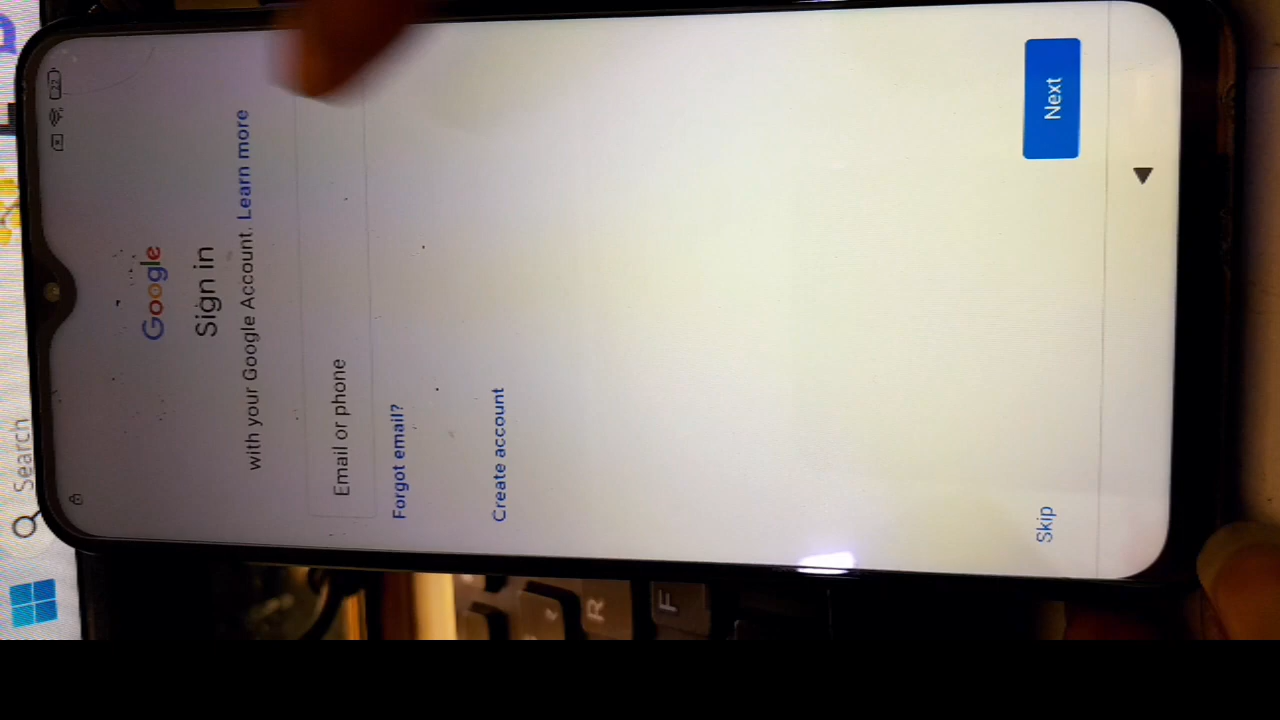 22
Google
Sign in
with your Google Account. Learn more
Email or phone
Forgot email?
Create account
Skip
Next
Search
R
F